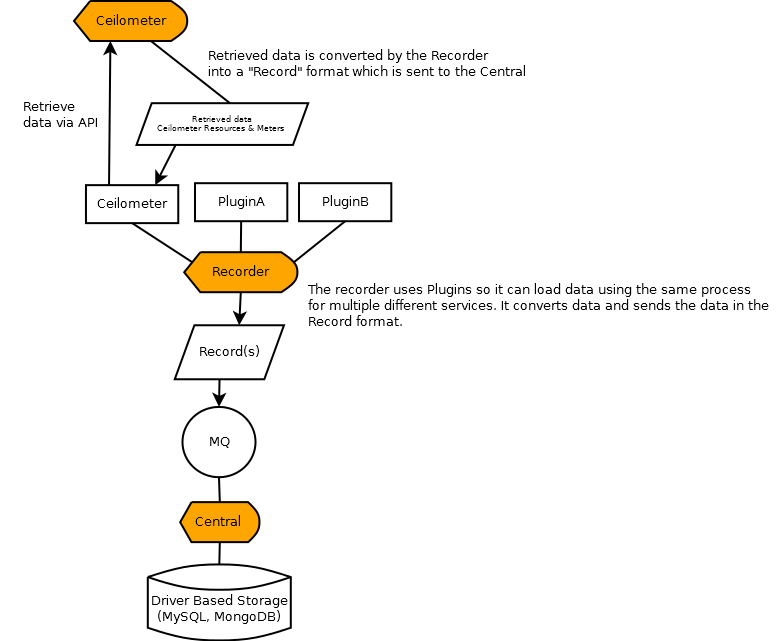 Ceilometer
Retrieved data is converted by the Recorder
into a "Record" format which is sent to the Central
Retrieve
data via API
Retrieved data
Ceilometer Resources & Meters
Ceilometer
PluginA
PluginB
Recorder
The recorder uses Plugins so it can load data using the same process
for multiple different services. It converts data and sends the data in the
Record format.
Record(s)
MQ
Central
Driver Based Storage
(MySQL, MongoDB)